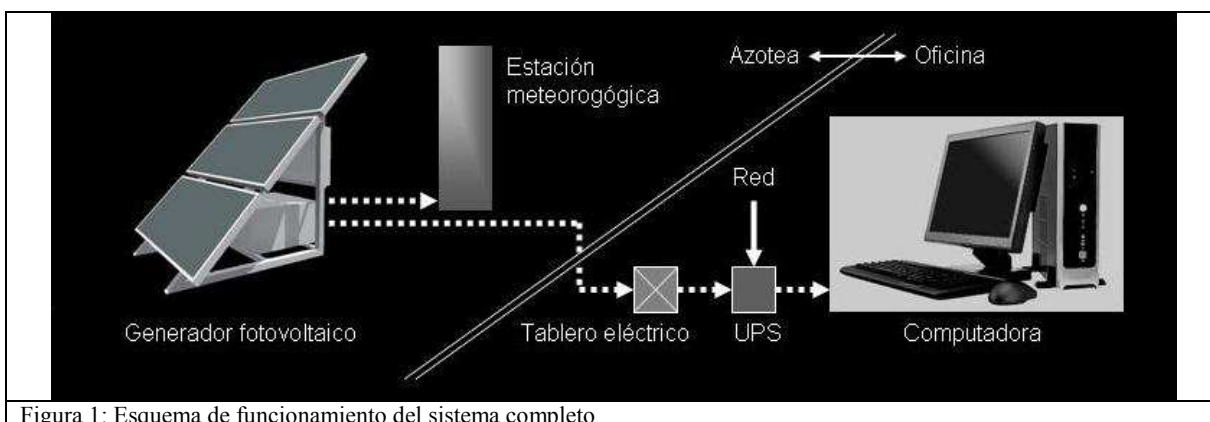 Estación
meteorogógica
Azotea
Oficina
Red
Generador fotovoltaico
Tablero eléctrico
UPS
Computadora
Figura 1: Esquema de funcionamiento del sistema completo